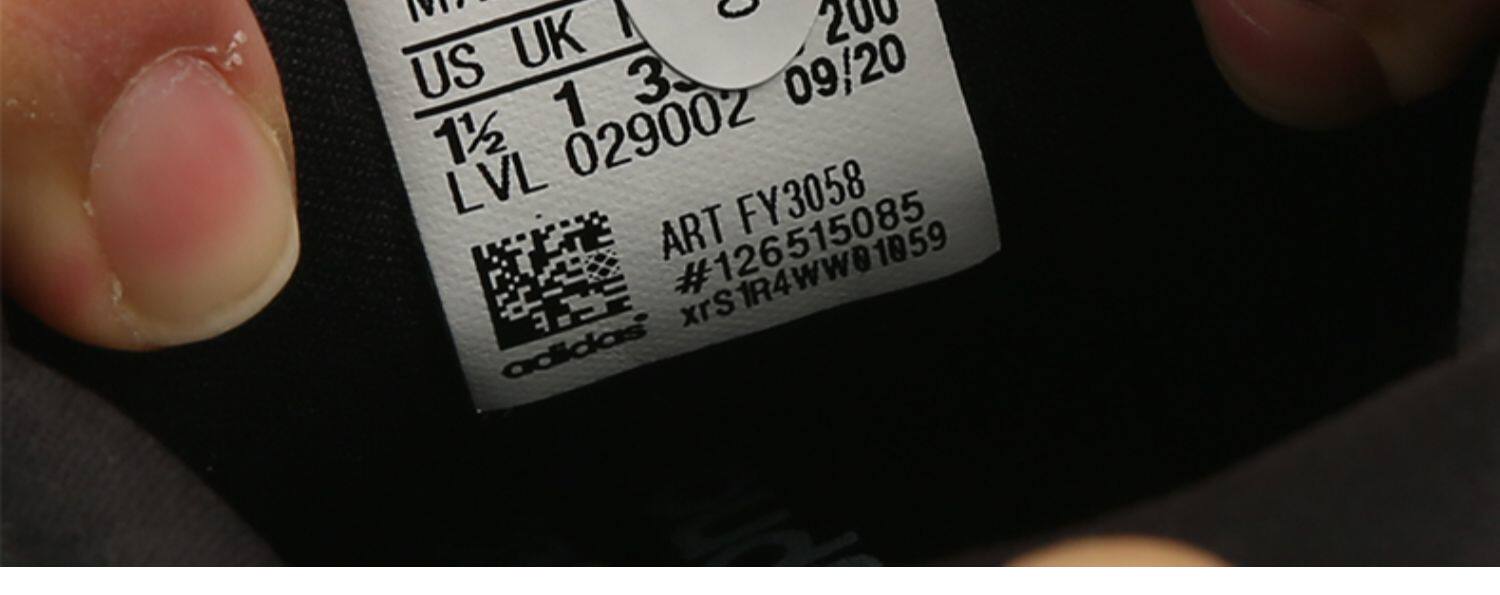 US UK
200
1½ 1 09/20
LVL 029002
ART FY3058
#126515085
xrS1R4WW01059
adidas